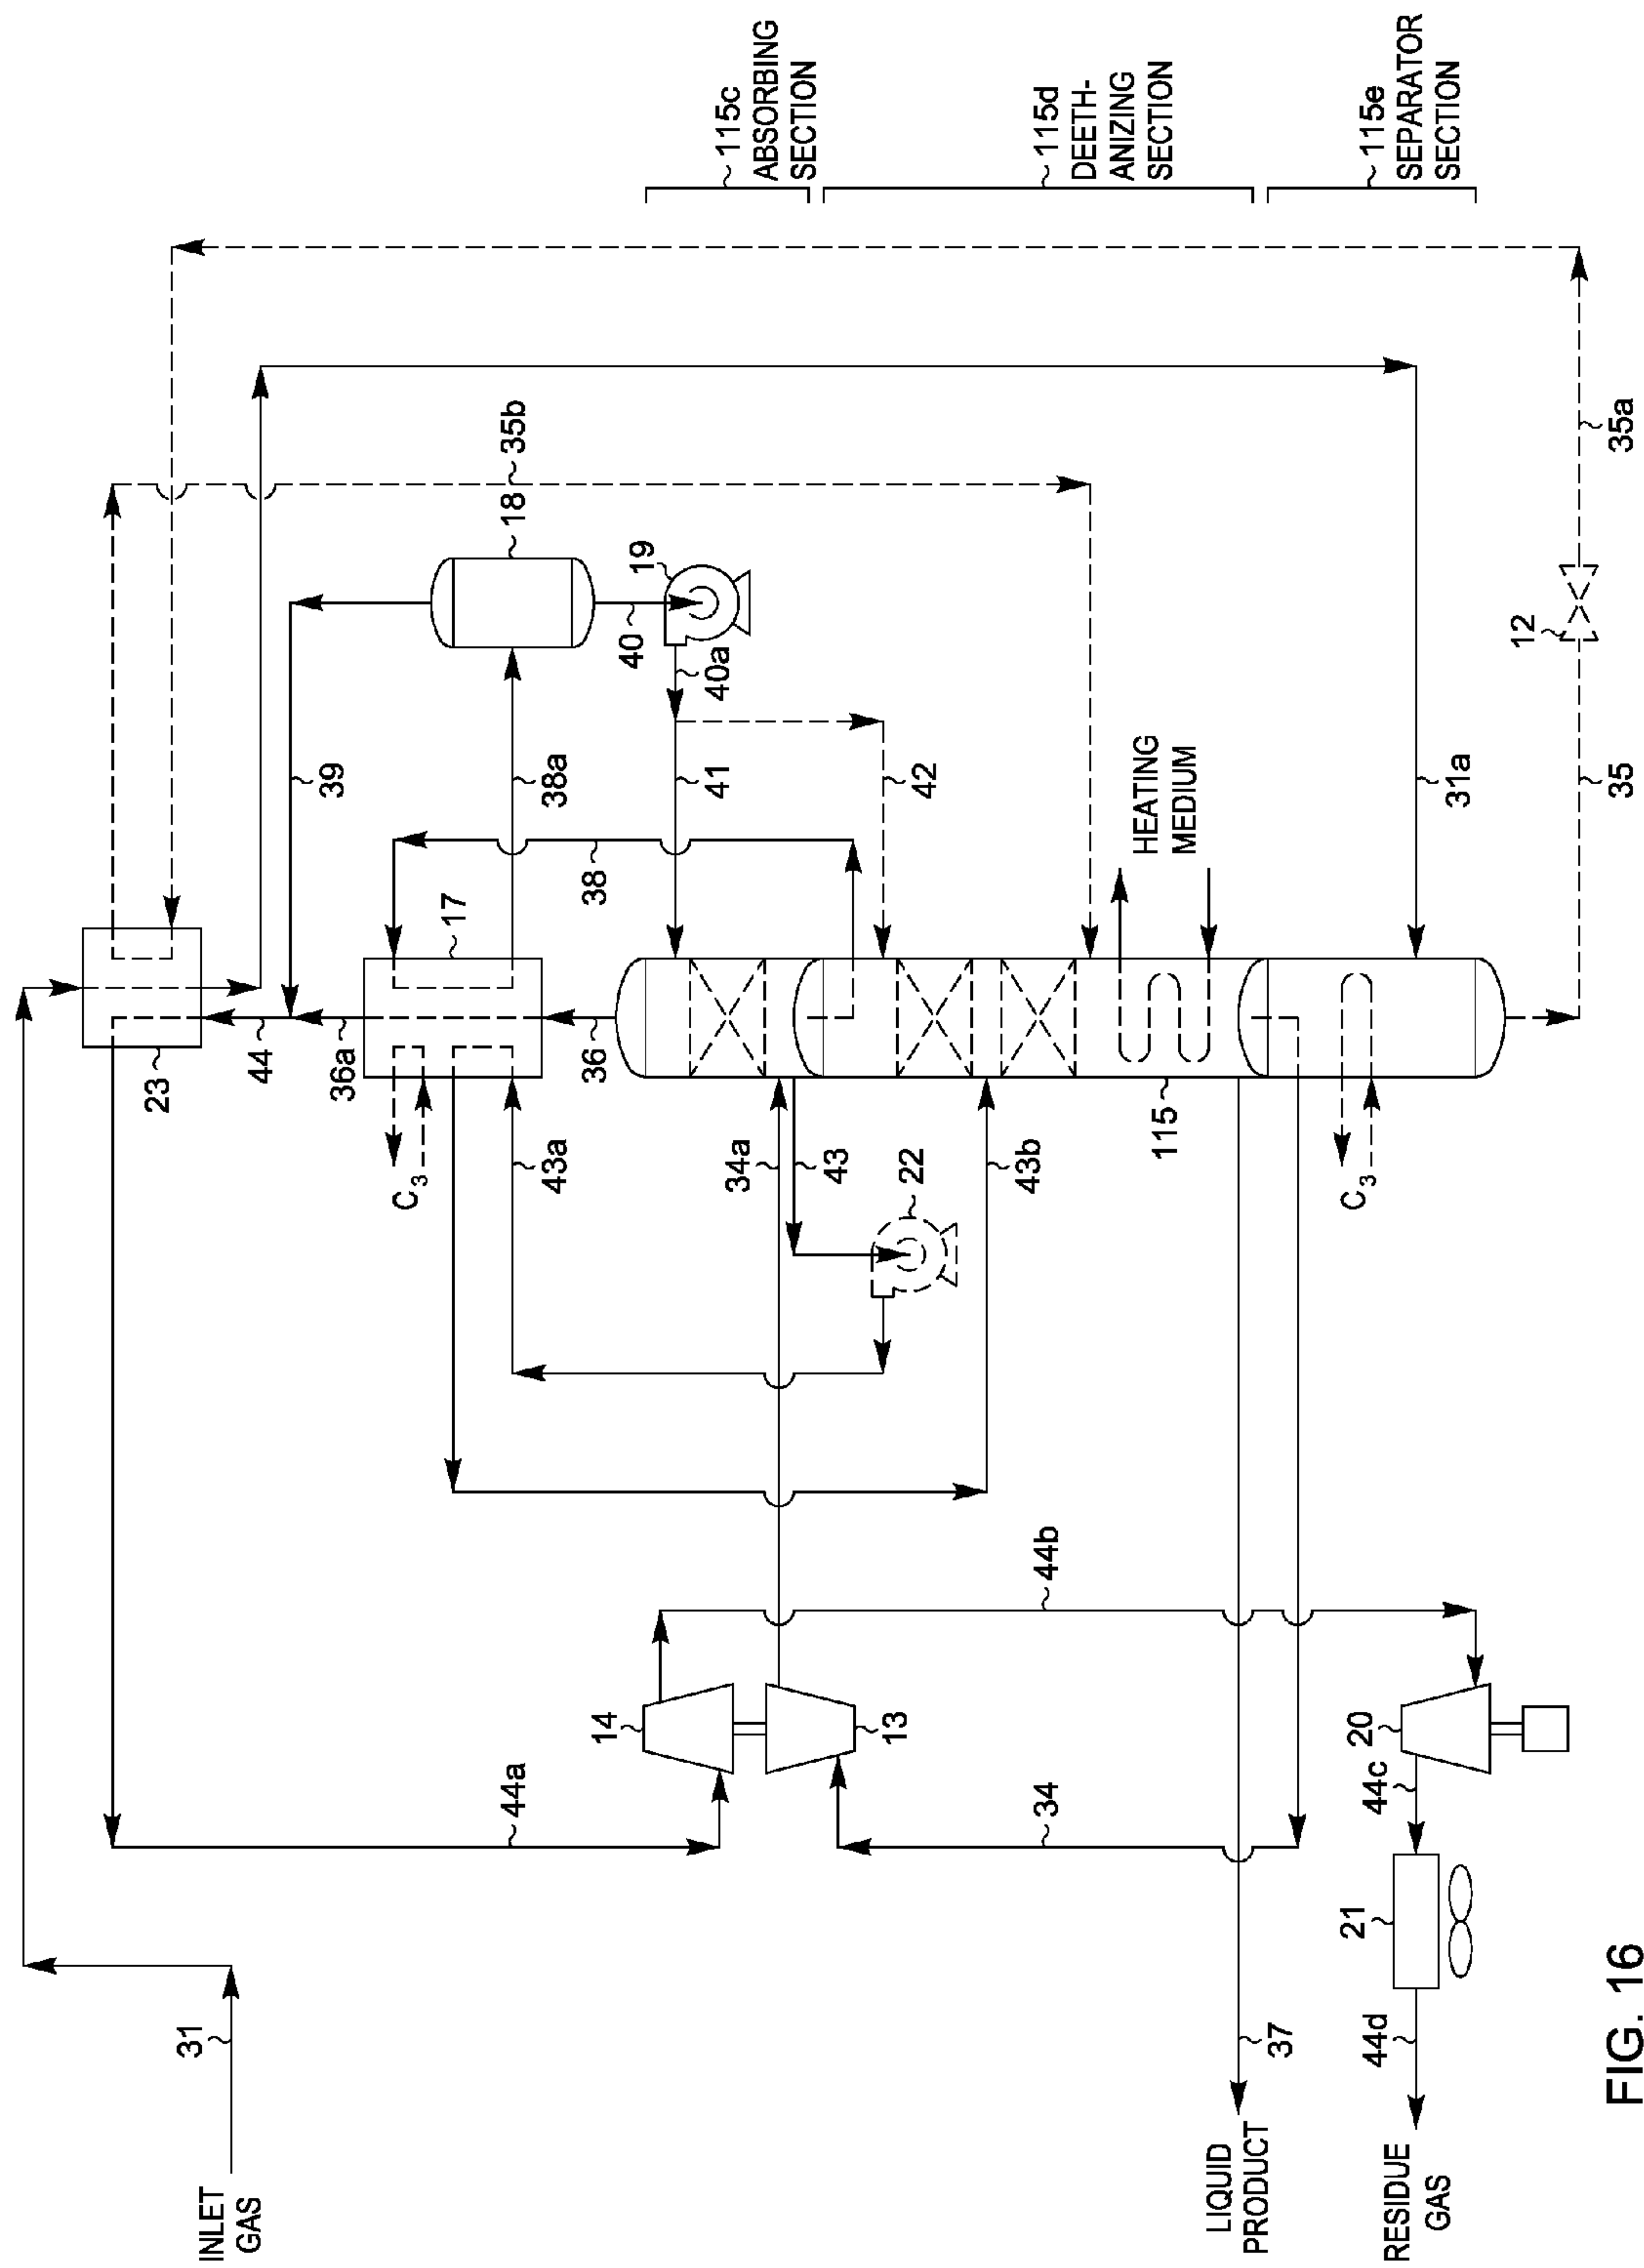 31
INLET
GAS
23
44
39
36a
C3
17
44a
18
35b
43a
38a
36
38
14
40
19
40a
41
34a
115c
ABSORBING
SECTION
43
13
22
42
43b
34
44b
115d
DEETH-
ANIZING
SECTION
HEATING
MEDIUM
115
LIQUID
PRODUCT
37
21
C3
20
44c
44d
RESIDUE
GAS
115e
SEPARATOR
SECTION
31a
12
35
35a
FIG. 16